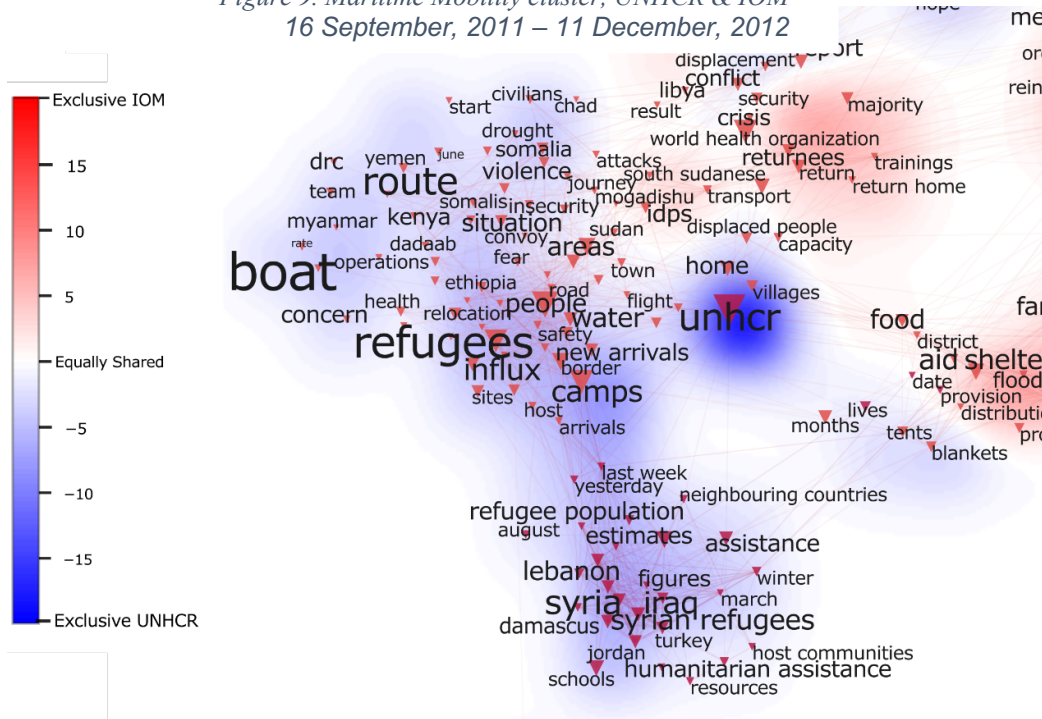 Figure 9. Maritime Mobility cluster, UNHCR & IOM
16 September, 2011 – 11 December, 2012
Exclusive IOM
15
10
5
Equally Shared
−5
−10
−15
Exclusive UNHCR
hope
displacement
conflict
libya
security
majority
start
civilians
chad
result
crisis
drought
world health organization
somalia
returnees
drc
yemen
june
violence
attacks
return
trainings
team
route
journey
south sudanese
return home
somalis
insecurity
mogadishu
transport
myanmar
kenya
situation
idps
sudan
displaced people
rate
dadaab
convoy
areas
capacity
boat
operations
fear
town
home
ethiopia
road
villages
health
people
flight
concern
relocation
water
unhcr
food
refugees
safety
district
new arrivals
aid
influx
border
date
flood
sites
camps
provision
host
lives
arrivals
months
tents
blankets
last week
yesterday
neighbouring countries
refugee population
august
estimates
assistance
lebanon
figures
winter
syria
iraq
march
damascus
syrian refugees
turkey
jordan
host communities
humanitarian assistance
schools
resources